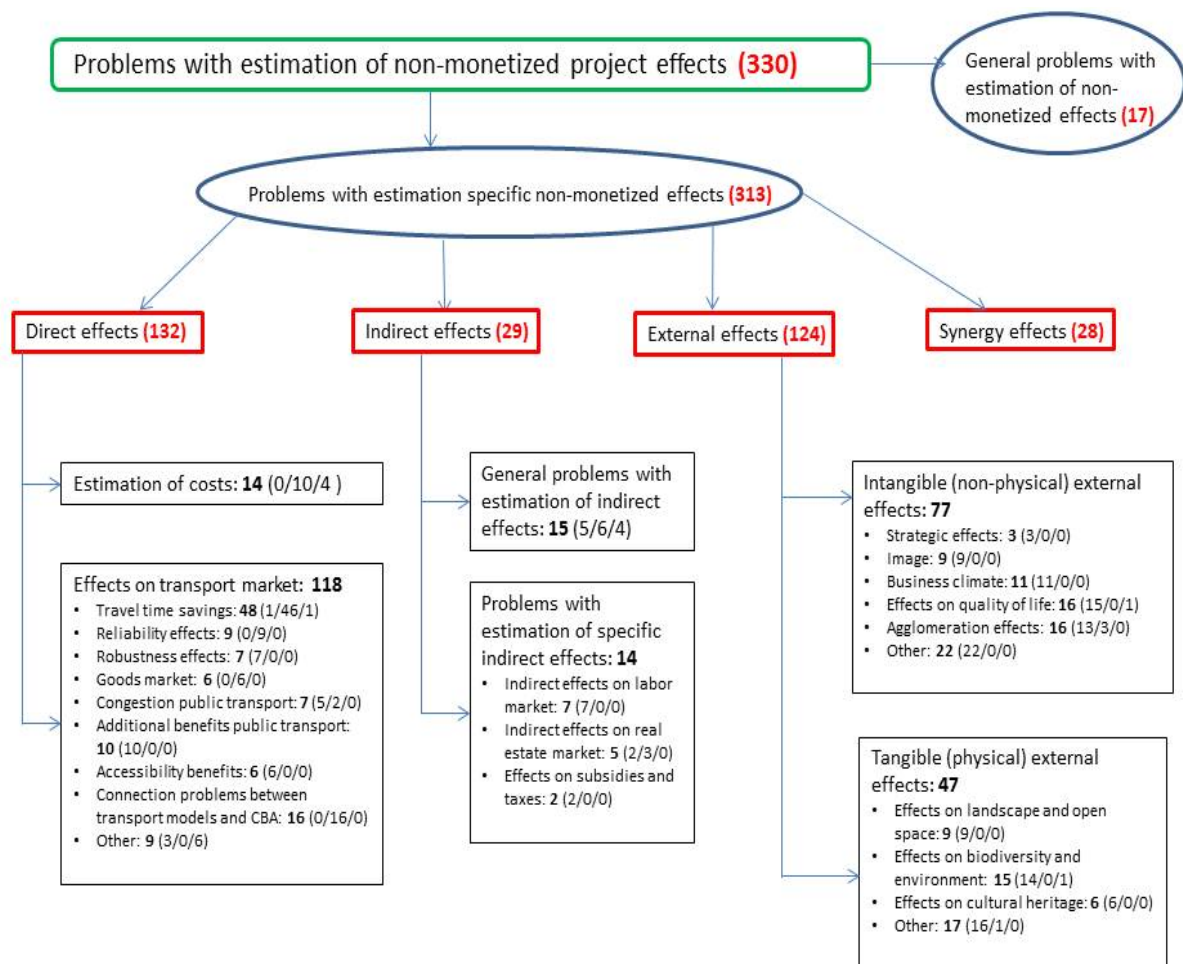 Problems with estimation of non-monetized project effects (330)
General problems with
estimation of non-
monetized effects (17)
Problems with estimation specific non-monetized effects (313)
Direct effects (132)
Indirect effects (29)
External effects (124)
Synergy effects (28)
Estimation of costs: 14 (0/10/4 )
Effects on transport market: 118
• Travel time savings: 48 (1/46/1)
• Reliability effects: 9 (0/9/0)
• Robustness effects: 7 (7/0/0)
• Goods market: 6 (0/6/0)
• Congestion public transport: 7 (5/2/0)
• Additional benefits public transport:
10 (10/0/0)
• Accessibility benefits: 6 (6/0/0)
• Connection problems between
transport models and CBA: 16 (0/16/0)
• Other: 9 (3/0/6)
General problems with
estimation of indirect
effects: 15 (5/6/4)
Problems with
estimation of specific
indirect effects: 14
• Indirect effects on labor
market: 7 (7/0/0)
• Indirect effects on real
estate market: 5 (2/3/0)
• Effects on subsidies and
taxes: 2 (2/0/0)
Intangible (non-physical) external
effects: 77
• Strategic effects: 3 (3/0/0)
• Image: 9 (9/0/0)
• Business climate: 11 (11/0/0)
• Effects on quality of life: 16 (15/0/1)
• Agglomeration effects: 16 (13/3/0)
• Other: 22 (22/0/0)
Tangible (physical) external
effects: 47
• Effects on landscape and open
space: 9 (9/0/0)
• Effects on biodiversity and
environment: 15 (14/0/1)
• Effects on cultural heritage: 6 (6/0/0)
• Other: 17 (16/1/0)